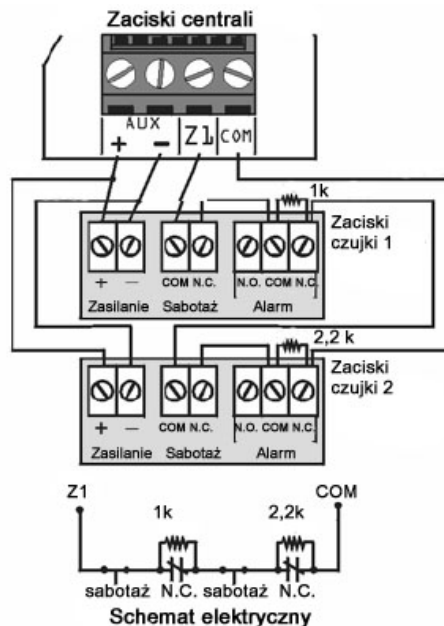 Zaciski centrali
AUX
+ − Z1 COM
1k
Zaciski
czujki 1
+ − COM N.C. N.O. COM N.C.
Zasilanie Sabotaż Alarm
2,2 k
Zaciski
czujki 2
+ − COM N.C. N.O. COM N.C.
Zasilanie Sabotaż Alarm
Z1 COM
1k 2,2k
sabotaż N.C. sabotaż N.C.
Schemat elektryczny